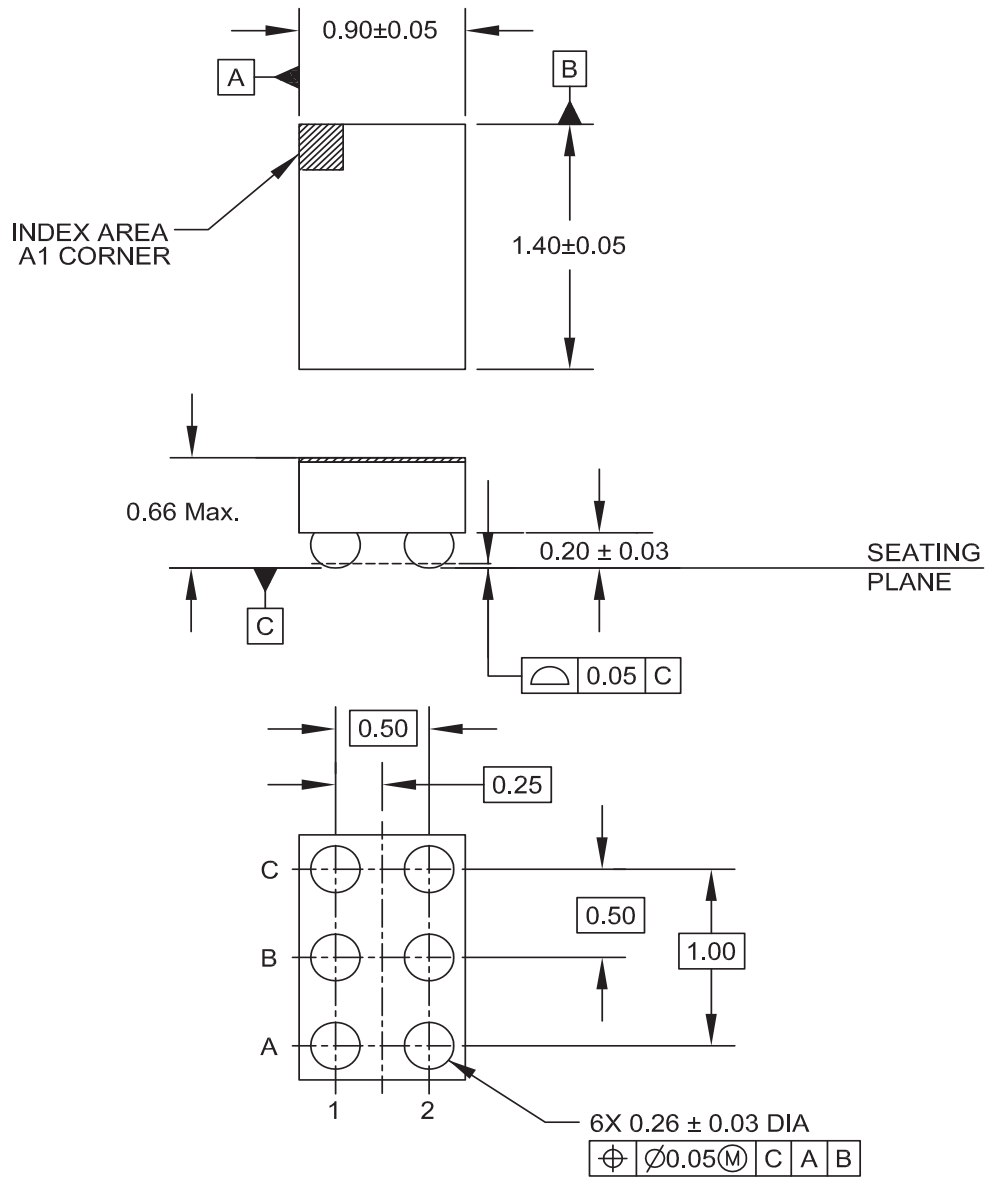 0.90±0.05
A
B
INDEX AREA
A1 CORNER
1.40±0.05
0.66 Max.
0.20 ± 0.03
SEATING
PLANE
C
⌓ 0.05 C
0.50
0.25
C
B
A
0.50
1.00
1 2
6X 0.26 ± 0.03 DIA
⌖ ∅0.05Ⓜ C A B